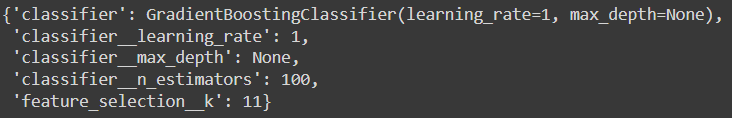 {'classifier': GradientBoostingClassifier(learning_rate=1, max_depth=None),
 'classifier__learning_rate': 1,
 'classifier__max_depth': None,
 'classifier__n_estimators': 100,
 'feature_selection__k': 11}